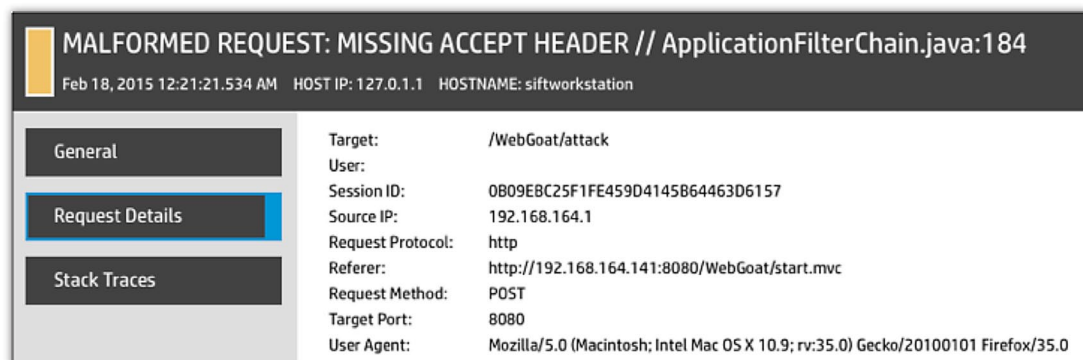 MALFORMED REQUEST: MISSING ACCEPT HEADER // ApplicationFilterChain.java:184
Feb 18, 2015 12:21:21.534 AM HOST IP: 127.0.1.1 HOSTNAME: siftworkstation
General
Request Details
Stack Traces
Target: /WebGoat/attack
User:
Session ID: 0B09EBC25F1FE459D4145B64463D6157
Source IP: 192.168.164.1
Request Protocol: http
Referer: http://192.168.164.141:8080/WebGoat/start.mvc
Request Method: POST
Target Port: 8080
User Agent: Mozilla/5.0 (Macintosh; Intel Mac OS X 10.9; rv:35.0) Gecko/20100101 Firefox/35.0